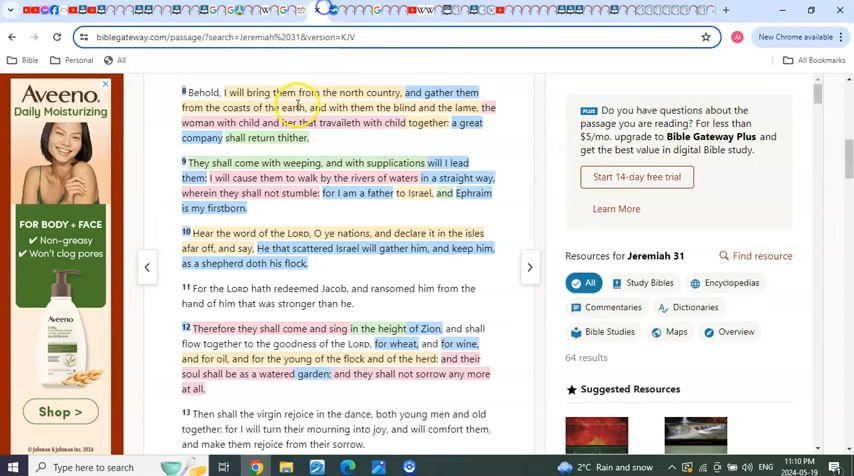 biblegateway.com/passage/?search=Jeremiah%2031&version=KJV
AI
New Chrome available
Bible
Personal
All
All Bookmarks
Aveeno
Daily Moisturizing
FOR BODY + FACE
✓ Non-greasy
✓ Won't clog pores
Aveeno
Shop >
© Johnson & Johnson Inc. 2024
8 Behold, I will bring them from the north country, and gather them
from the coasts of the earth, and with them the blind and the lame, the
woman with child and her that travaileth with child together: a great
company shall return thither.
9 They shall come with weeping, and with supplications will I lead
them: I will cause them to walk by the rivers of waters in a straight way,
wherein they shall not stumble: for I am a father to Israel, and Ephraim
is my firstborn.
10 Hear the word of the LORD, O ye nations, and declare it in the isles
afar off, and say, He that scattered Israel will gather him, and keep him,
as a shepherd doth his flock.
11 For the LORD hath redeemed Jacob, and ransomed him from the
hand of him that was stronger than he.
12 Therefore they shall come and sing in the height of Zion, and shall
flow together to the goodness of the LORD, for wheat, and for wine,
and for oil, and for the young of the flock and of the herd: and their
soul shall be as a watered garden; and they shall not sorrow any more
at all.
13 Then shall the virgin rejoice in the dance, both young men and old
together: for I will turn their mourning into joy, and will comfort them,
and make them rejoice from their sorrow.
PLUS Do you have questions about the
passage you are reading? For less than
$5/mo. upgrade to Bible Gateway Plus and
get the best value in digital Bible study.
Start 14-day free trial
Learn More
Resources for Jeremiah 31
Find resource
All
Study Bibles
Encyclopedias
Commentaries
Dictionaries
Bible Studies
Maps
Overview
64 results
Suggested Resources
Type here to search
2°C Rain and snow
ENG
11:10 PM
2024-05-19